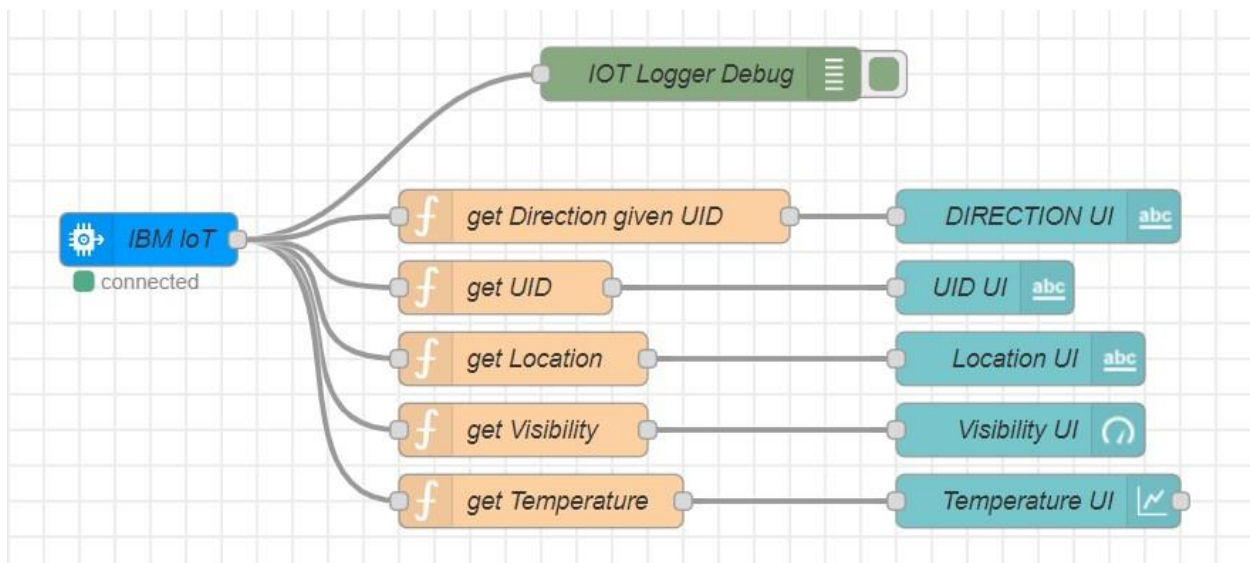 IOT Logger Debug
IBM IoT
connected
get Direction given UID
DIRECTION UI
abc
get UID
UID UI
abc
get Location
Location UI
abc
get Visibility
Visibility UI
get Temperature
Temperature UI